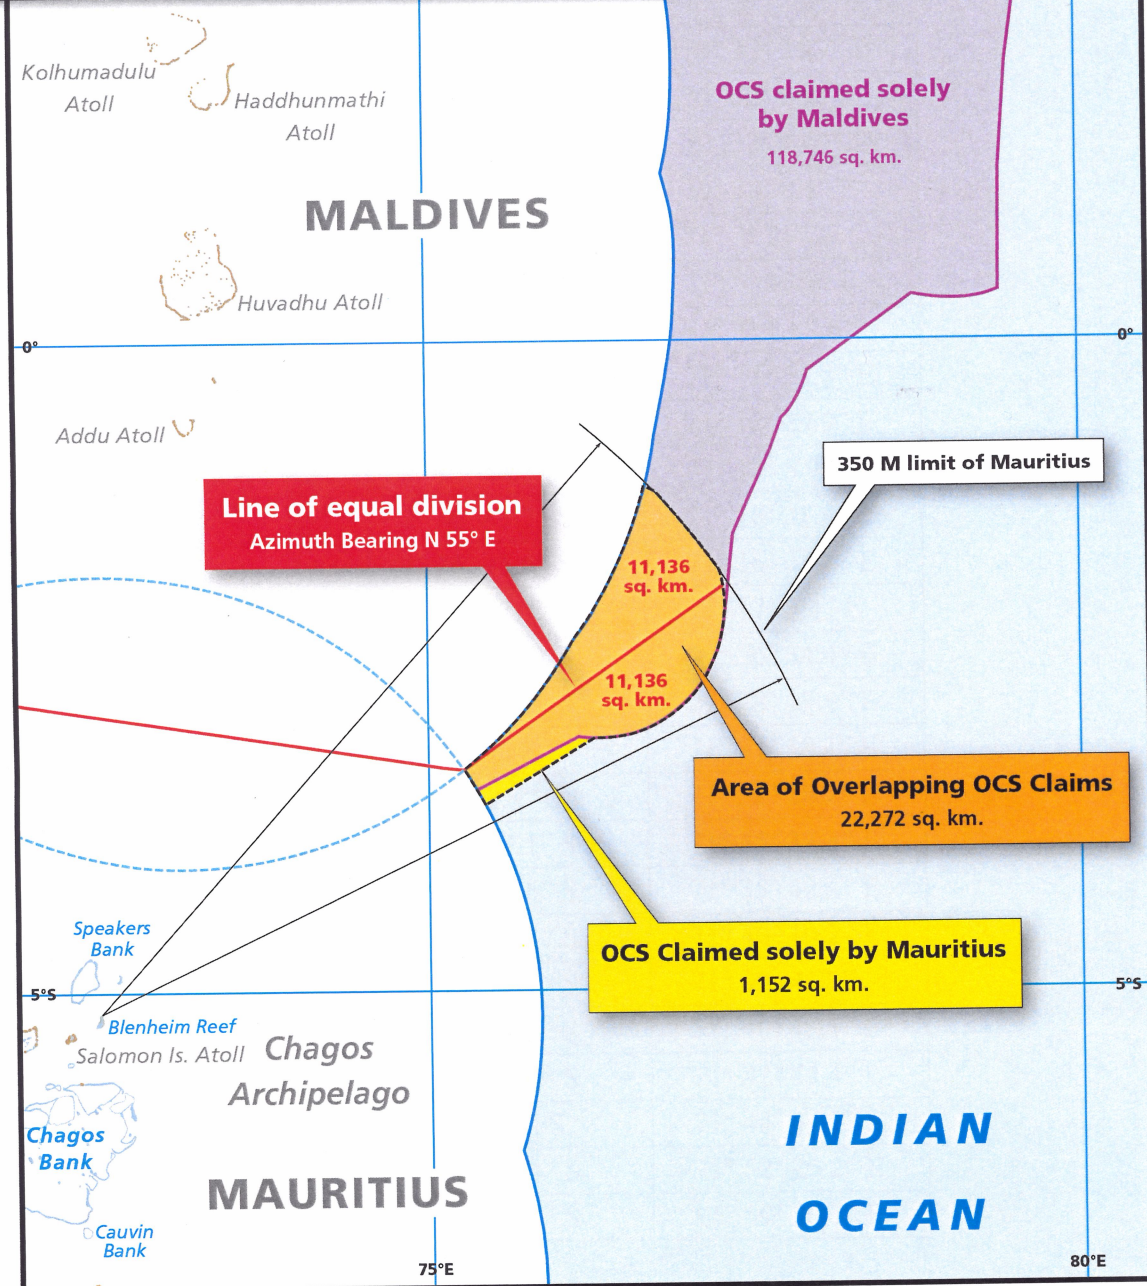 Kolhumadulu
Atoll
Haddhunmathi
Atoll
OCS claimed solely
by Maldives
118,746 sq. km.
MALDIVES
Huvadhu Atoll
0°
0°
Addu Atoll
350 M limit of Mauritius
Line of equal division
Azimuth Bearing N 55° E
11,136
sq. km.
11,136
sq. km.
Area of Overlapping OCS Claims
22,272 sq. km.
Speakers
Bank
OCS Claimed solely by Mauritius
1,152 sq. km.
5°S
5°S
Blenheim Reef
Salomon Is. Atoll
Chagos
Archipelago
Chagos
Bank
INDIAN
OCEAN
MAURITIUS
Cauvin
Bank
75°E
80°E